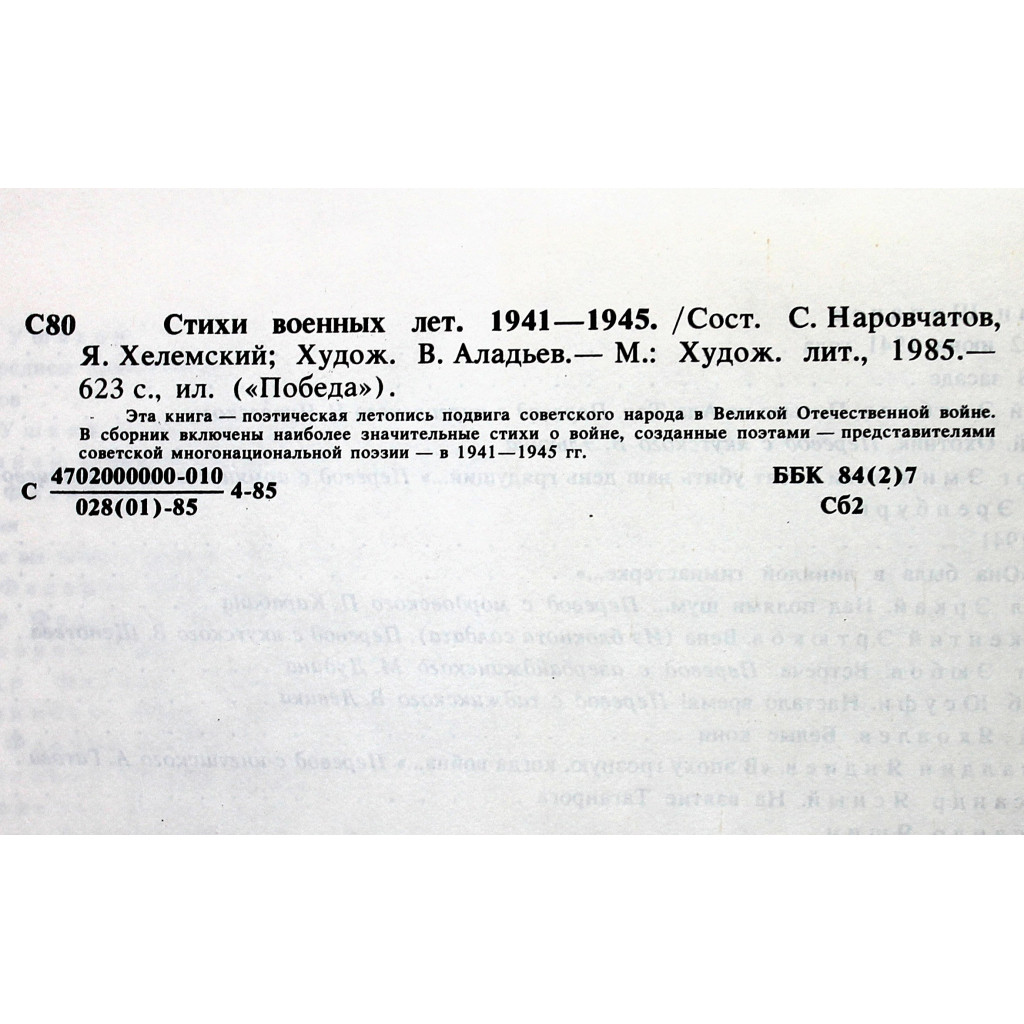 С80 Стихи военных лет. 1941—1945. /Сост. С. Наровчатов,
Я. Хелемский; Худож. В. Аладьев.— М.: Худож. лит., 1985.—
623 с., ил. («Победа»).
Эта книга — поэтическая летопись подвига советского народа в Великой Отечественной войне.
В сборник включены наиболее значительные стихи о войне, созданные поэтами — представителями
советской многонациональной поэзии — в 1941—1945 гг.
С 4702000000-010 4-85
028(01)-85
ББК 84(2)7
Сб2